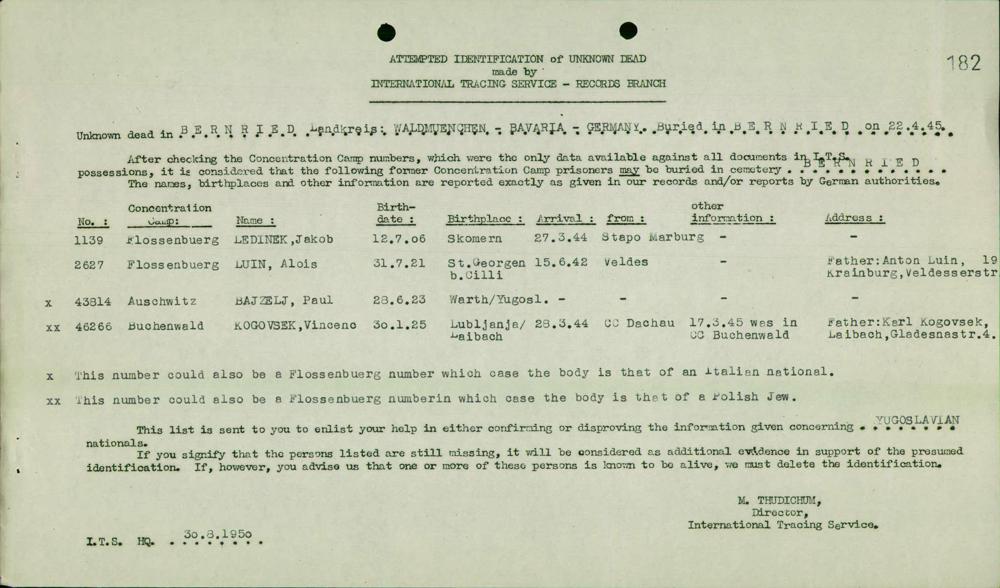 ATTEMPTED IDENTIFICATION of UNKNOWN DEAD
made by
INTERNATIONAL TRACING SERVICE - RECORDS BRANCH
182
Unknown dead in BERNRIED Landkreis: WALDMUENCHEN - BAVARIA - GERMANY. Buried in BERNRIED on 22.4.45.
After checking the Concentration Camp numbers, which were the only data available against all documents in I.T.S.
possessions, it is considered that the following former Concentration Camp prisoners may be buried in cemetery BERNRIED
The names, birthplaces and other information are reported exactly as given in our records and/or reports by German authorities.
No. : Concentration Camp: Name : Birth-date : Birthplace : Arrival : from : other information : Address :
1139 Flossenbuerg LEDINEK,Jakob 12.7.06 Skomern 27.3.44 Stapo Marburg - -
2627 Flossenbuerg LUIN, Alois 31.7.21 St.Georgen 15.6.42 Veldes - Father:Anton Luin, 19
b.Cilli Krainburg,Veldesserstr
x 43814 Auschwitz BAJZELJ, Paul 28.6.23 Warth/Yugosl. - - - -
xx 46266 Buchenwald KOGOVSEK,Vincenc 30.1.25 Lubljanja/ 28.3.44 CC Dachau 17.3.45 was in Father:Karl Kogovsek,
Laibach CC Buchenwald Laibach,Gladesnastr.4.
x This number could also be a Flossenbuerg number which case the body is that of an Italian national.
xx This number could also be a Flossenbuerg numberin which case the body is that of a Polish Jew.
This list is sent to you to enlist your help in either confirming or disproving the information given concerning YUGOSLAVIAN
nationals.
If you signify that the persons listed are still missing, it will be considered as additional evidence in support of the presumed
identification. If, however, you advise us that one or more of these persons is known to be alive, we must delete the identification.
M. THUDICHUM,
Director,
International Tracing Service.
I.T.S. HQ. 30.8.1950